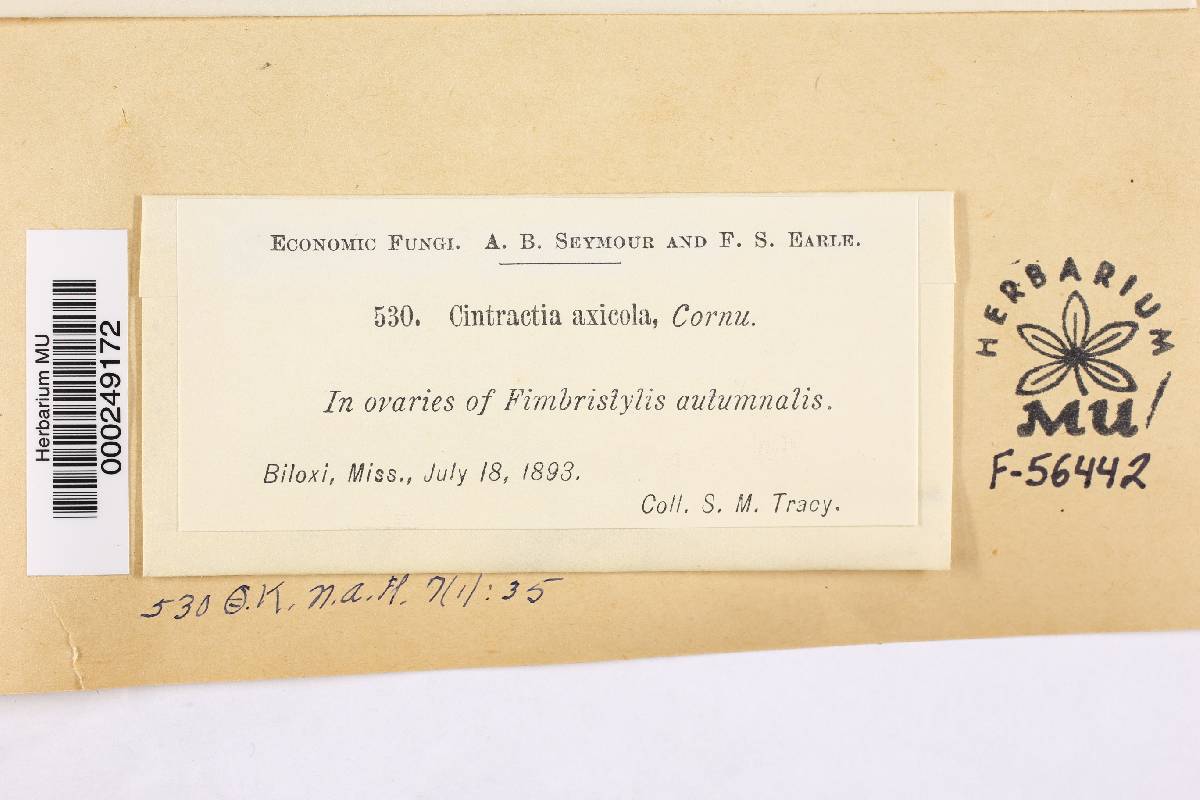 Economic Fungi. A. B. Seymour and F. S. Earle.
530. Cintractia axicola, Cornu.
In ovaries of Fimbristylis autumnalis.
Biloxi, Miss., July 18, 1893.
Coll. S. M. Tracy.
Herbarium MU
000249172
HERBARIUM
MU
F-56442
530 O.K. N.A.F. 7(1):35